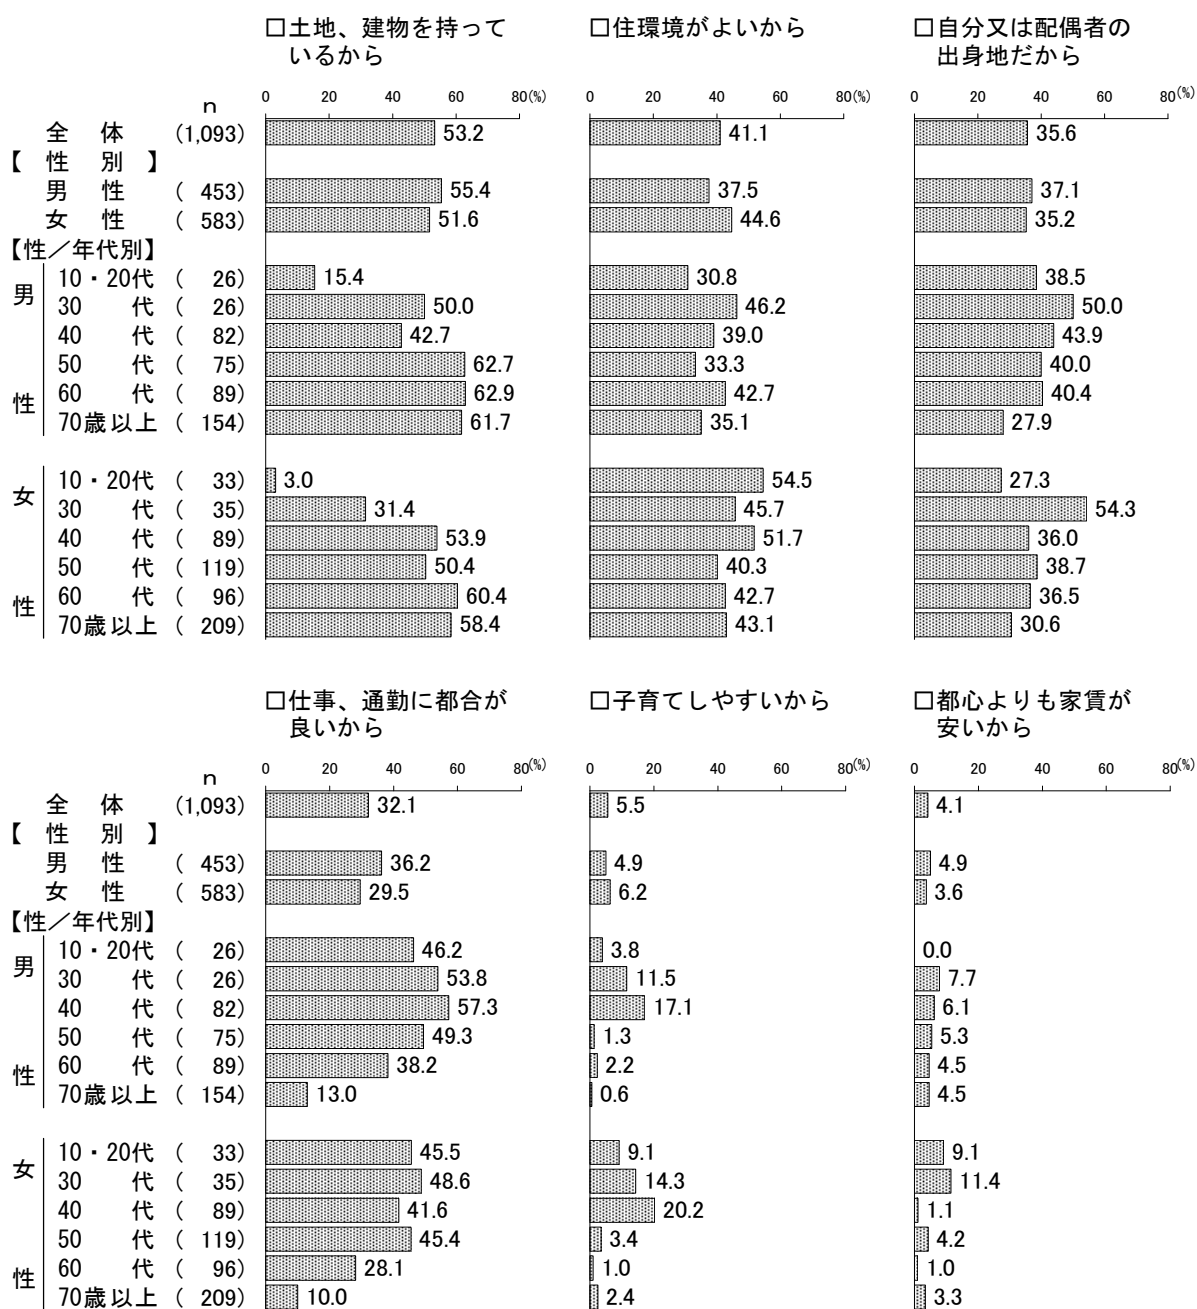 □土地、建物を持って
いるから
□住環境がよいから
□自分又は配偶者の
出身地だから
n 0 20 40 60 80(%) 0 20 40 60 80(%) 0 20 40 60 80(%)
全 体 (1,093) 53.2 41.1 35.6
【 性 別 】
男 性 ( 453) 55.4 37.5 37.1
女 性 ( 583) 51.6 44.6 35.2
【性/年代別】
男性
10・20代 ( 26) 15.4 30.8 38.5
30 代 ( 26) 50.0 46.2 50.0
40 代 ( 82) 42.7 39.0 43.9
50 代 ( 75) 62.7 33.3 40.0
60 代 ( 89) 62.9 42.7 40.4
70歳以上 ( 154) 61.7 35.1 27.9
女性
10・20代 ( 33) 3.0 54.5 27.3
30 代 ( 35) 31.4 45.7 54.3
40 代 ( 89) 53.9 51.7 36.0
50 代 ( 119) 50.4 40.3 38.7
60 代 ( 96) 60.4 42.7 36.5
70歳以上 ( 209) 58.4 43.1 30.6
□仕事、通勤に都合が
良いから
□子育てしやすいから
□都心よりも家賃が
安いから
n 0 20 40 60 80(%) 0 20 40 60 80(%) 0 20 40 60 80(%)
全 体 (1,093) 32.1 5.5 4.1
【 性 別 】
男 性 ( 453) 36.2 4.9 4.9
女 性 ( 583) 29.5 6.2 3.6
【性/年代別】
男性
10・20代 ( 26) 46.2 3.8 0.0
30 代 ( 26) 53.8 11.5 7.7
40 代 ( 82) 57.3 17.1 6.1
50 代 ( 75) 49.3 1.3 5.3
60 代 ( 89) 38.2 2.2 4.5
70歳以上 ( 154) 13.0 0.6 4.5
女性
10・20代 ( 33) 45.5 9.1 9.1
30 代 ( 35) 48.6 14.3 11.4
40 代 ( 89) 41.6 20.2 1.1
50 代 ( 119) 45.4 3.4 4.2
60 代 ( 96) 28.1 1.0 1.0
70歳以上 ( 209) 10.0 2.4 3.3